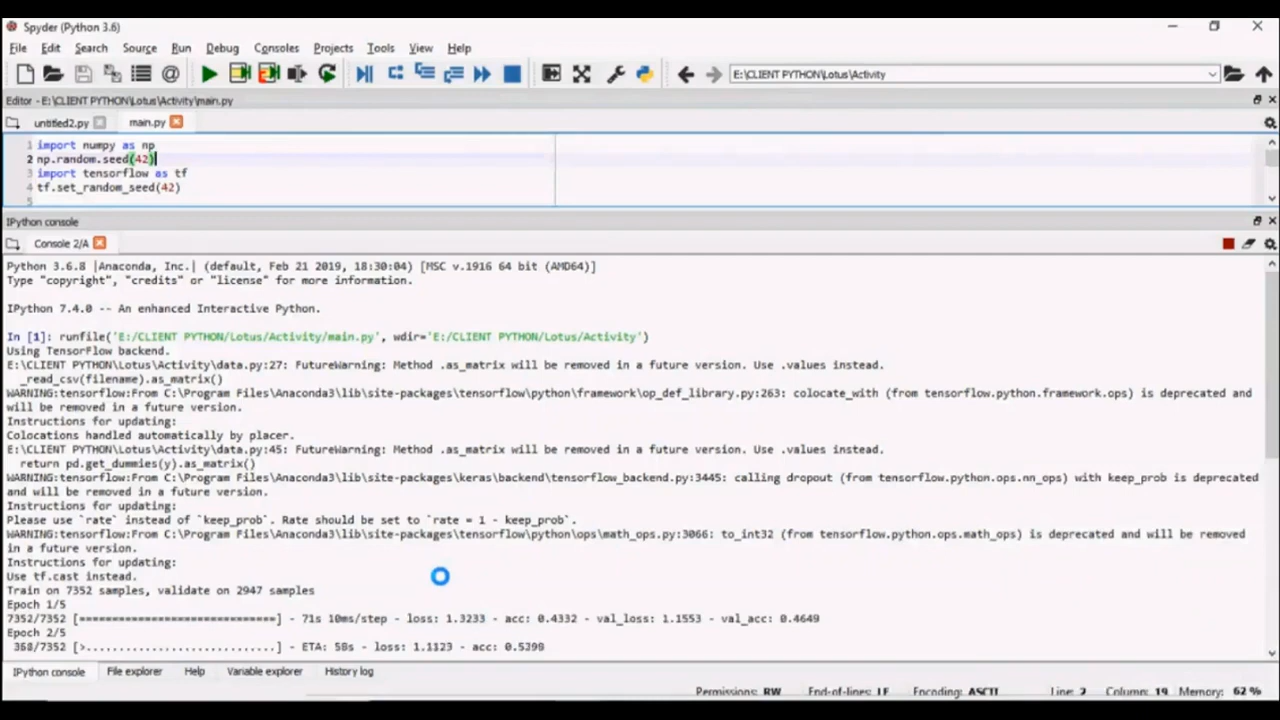 Spyder (Python 3.6)
File Edit Search Source Run Debug Consoles Projects Tools View Help
E:\CLIENT PYTHON\Lotus\Activity
Editor - E:\CLIENT PYTHON\Lotus\Activity\main.py
untitled2.py main.py
1 import numpy as np
2 np.random.seed(42)
3 import tensorflow as tf
4 tf.set_random_seed(42)
5
IPython console
Console 2/A
Python 3.6.8 |Anaconda, Inc.| (default, Feb 21 2019, 18:30:04) [MSC v.1916 64 bit (AMD64)]
Type "copyright", "credits" or "license" for more information.
IPython 7.4.0 -- An enhanced Interactive Python.
In [1]: runfile('E:/CLIENT PYTHON/Lotus/Activity/main.py', wdir='E:/CLIENT PYTHON/Lotus/Activity')
Using TensorFlow backend.
E:\CLIENT PYTHON\Lotus\Activity\data.py:27: FutureWarning: Method .as_matrix will be removed in a future version. Use .values instead.
_read_csv(filename).as_matrix()
WARNING:tensorflow:From C:\Program Files\Anaconda3\lib\site-packages\tensorflow\python\framework\op_def_library.py:263: colocate_with (from tensorflow.python.framework.ops) is deprecated and
will be removed in a future version.
Instructions for updating:
Colocations handled automatically by placer.
E:\CLIENT PYTHON\Lotus\Activity\data.py:45: FutureWarning: Method .as_matrix will be removed in a future version. Use .values instead.
return pd.get_dummies(y).as_matrix()
WARNING:tensorflow:From C:\Program Files\Anaconda3\lib\site-packages\keras\backend\tensorflow_backend.py:3445: calling dropout (from tensorflow.python.ops.nn_ops) with keep_prob is deprecated
and will be removed in a future version.
Instructions for updating:
Please use `rate` instead of `keep_prob`. Rate should be set to `rate = 1 - keep_prob`.
WARNING:tensorflow:From C:\Program Files\Anaconda3\lib\site-packages\tensorflow\python\ops\math_ops.py:3066: to_int32 (from tensorflow.python.ops.math_ops) is deprecated and will be removed
in a future version.
Instructions for updating:
Use tf.cast instead.
Train on 7352 samples, validate on 2947 samples
Epoch 1/5
7352/7352 [==============================] - 71s 10ms/step - loss: 1.3233 - acc: 0.4332 - val_loss: 1.1553 - val_acc: 0.4649
Epoch 2/5
368/7352 [>.............................] - ETA: 58s - loss: 1.1123 - acc: 0.5399
IPython console File explorer Help Variable explorer History log
Permissions: RW End-of-lines: LF Encoding: ASCII Line: 2 Column: 19 Memory: 62 %